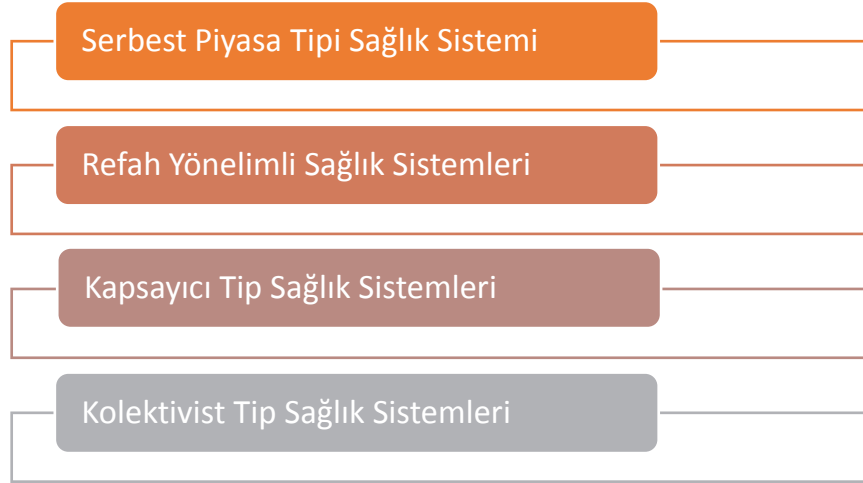 Serbest Piyasa Tipi Sağlık Sistemi
Refah Yönelimli Sağlık Sistemleri
Kapsayıcı Tip Sağlık Sistemleri
Kolektivist Tip Sağlık Sistemleri